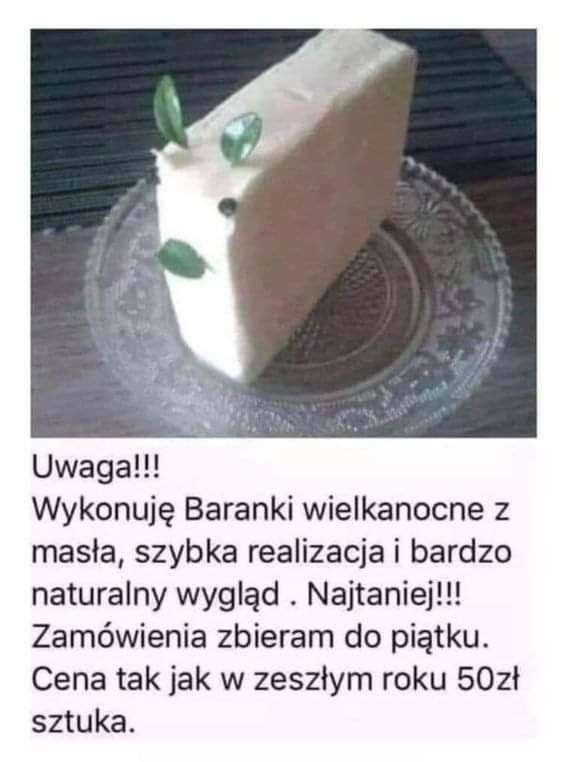 Uwaga!!!
Wykonuję Baranki wielkanocne z
masła, szybka realizacja i bardzo
naturalny wygląd . Najtaniej!!!
Zamówienia zbieram do piątku.
Cena tak jak w zeszłym roku 50zł
sztuka.